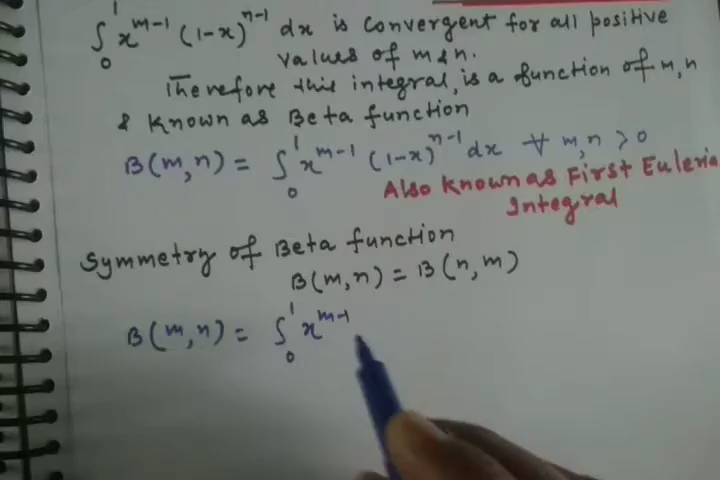 ∫₀¹ x^(m-1) (1-x)^(n-1) dx is convergent for all positive
values of m & n.
Therefore this integral, is a function of m, n
& known as Beta function
B(m,n) = ∫₀¹ x^(m-1) (1-x)^(n-1) dx ∀ m, n > 0
Also known as First Euleria
Integral
Symmetry of Beta function
B(m,n) = B(n,m)
B(m,n) = ∫₀¹ x^(m-1)